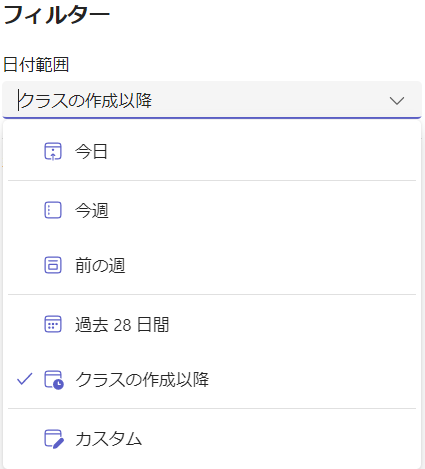 フィルター
日付範囲
クラスの作成以降
今日
今週
前の週
過去 28 日間
クラスの作成以降
カスタム